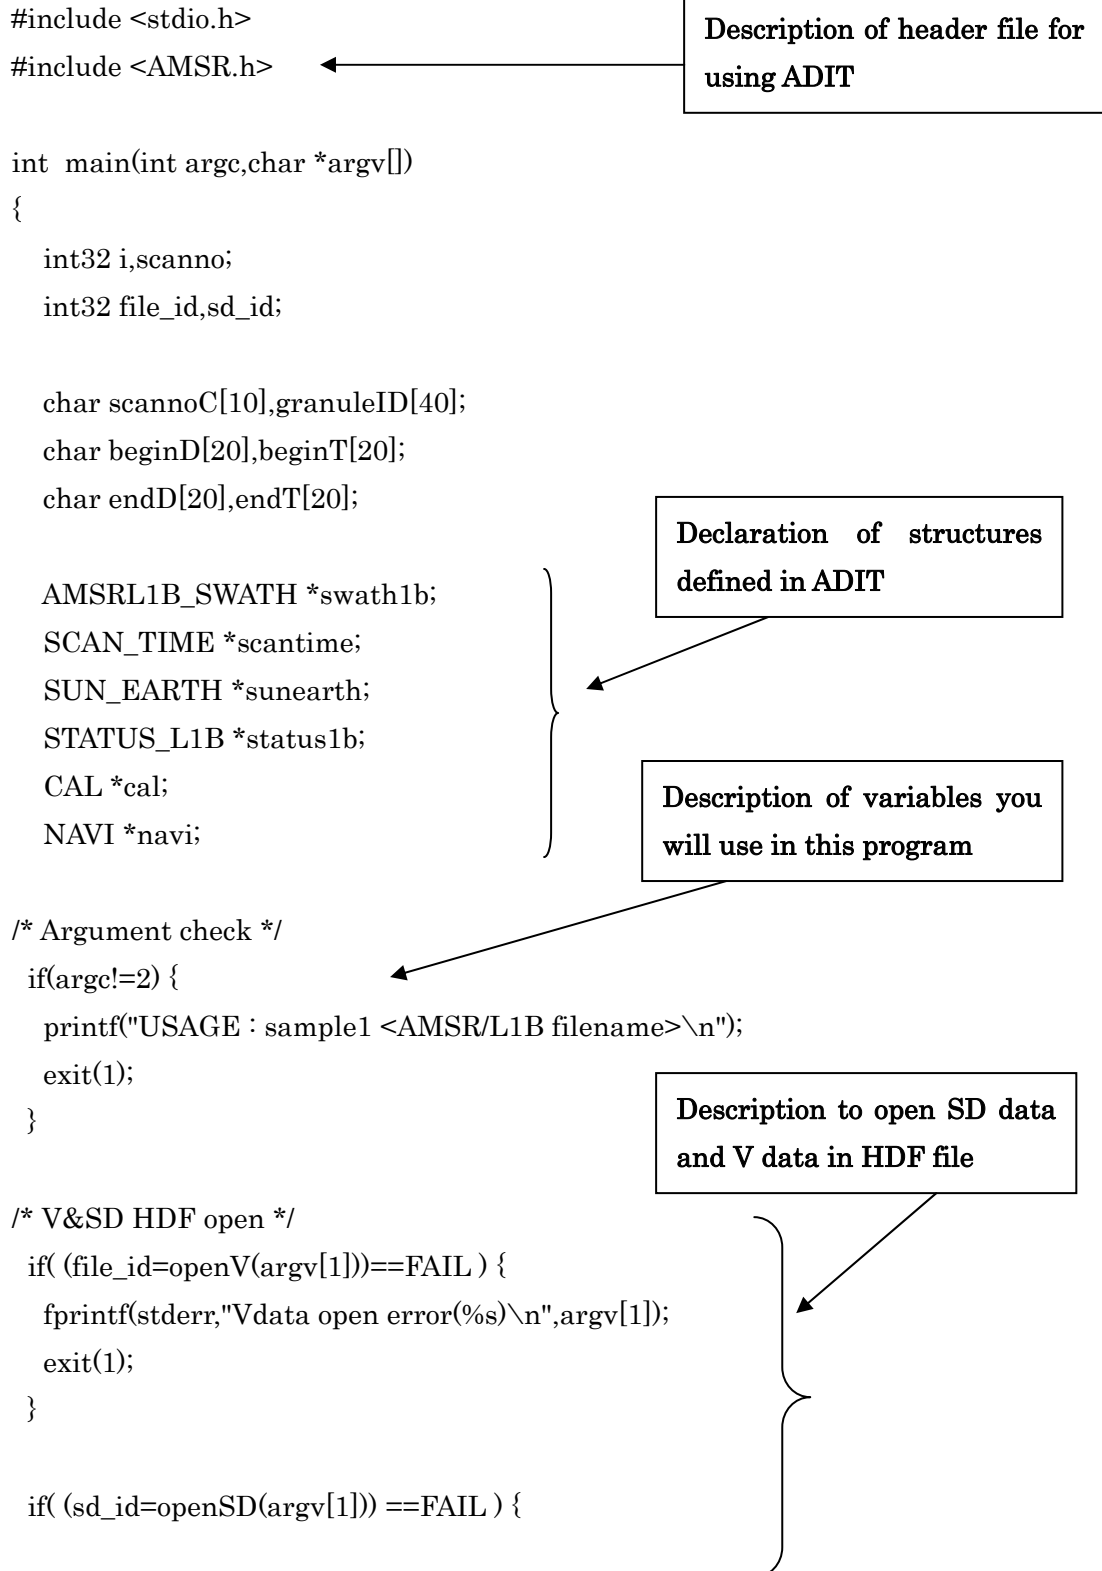 #include <stdio.h>
#include <AMSR.h>
Description of header file for
using ADIT
int  main(int argc,char *argv[])
{
int32 i,scanno;
int32 file_id,sd_id;
char scannoC[10],granuleID[40];
char beginD[20],beginT[20];
char endD[20],endT[20];
Declaration of structures
defined in ADIT
AMSRL1B_SWATH *swath1b;
SCAN_TIME *scantime;
SUN_EARTH *sunearth;
STATUS_L1B *status1b;
CAL *cal;
NAVI *navi;
Description of variables you
will use in this program
/* Argument check */
if(argc!=2) {
printf("USAGE : sample1 <AMSR/L1B filename>\n");
exit(1);
}
Description to open SD data
and V data in HDF file
/* V&SD HDF open */
if( (file_id=openV(argv[1]))==FAIL ) {
fprintf(stderr,"Vdata open error(%s)\n",argv[1]);
exit(1);
}
if( (sd_id=openSD(argv[1])) ==FAIL ) {